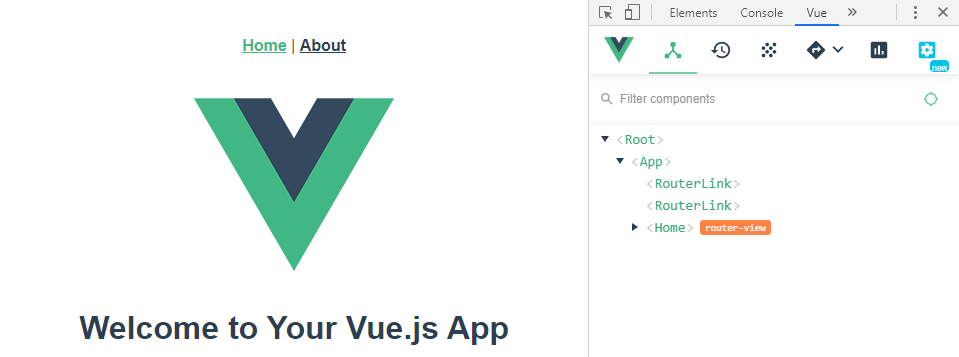 Home | About
Welcome to Your Vue.js App
Elements Console Vue »
new
Filter components
<Root>
<App>
<RouterLink>
<RouterLink>
<Home> router-view